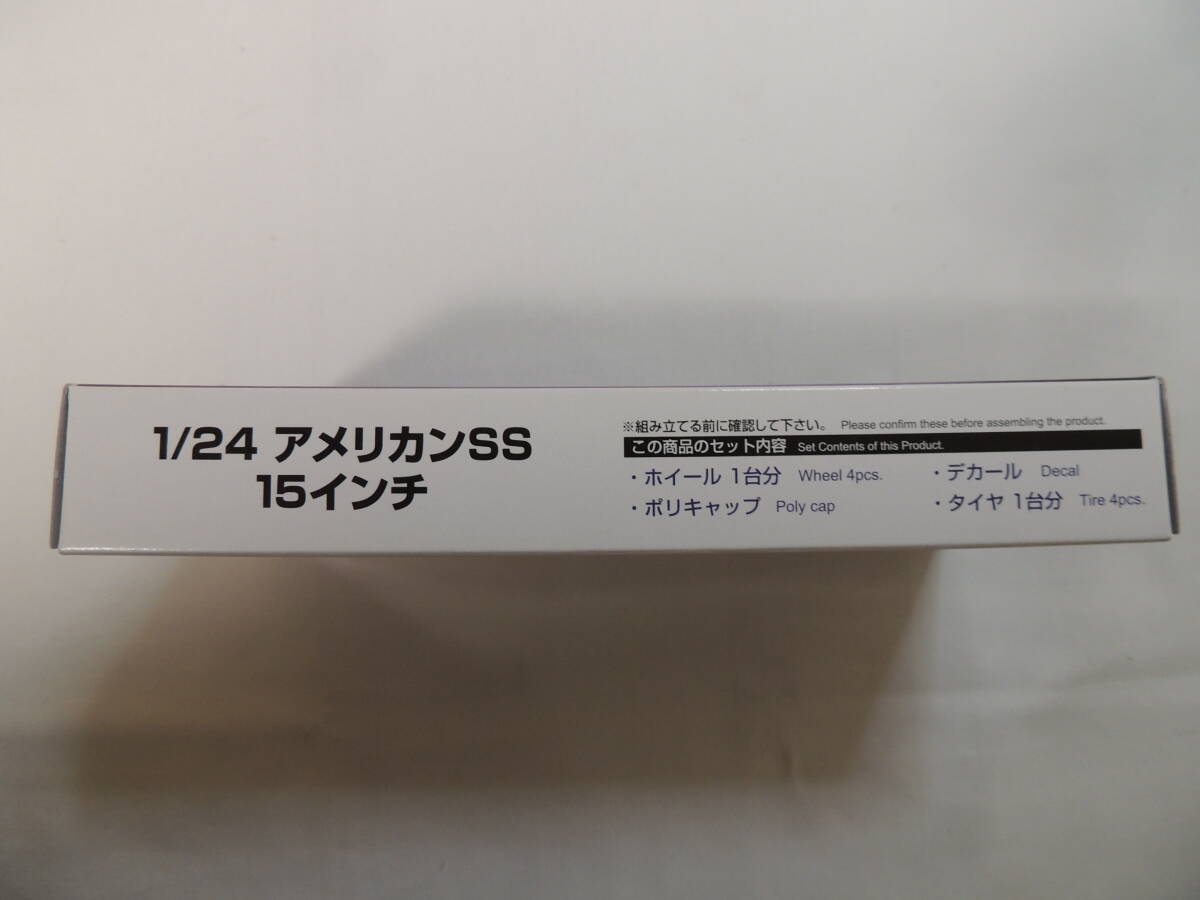 1/24 アメリカンSS
15インチ
※組み立てる前に確認して下さい。 Please confirm these before assembling the product.
この商品のセット内容 Set Contents of this Product.
・ホイール 1台分 Wheel 4pcs. ・デカール Decal
・ポリキャップ Poly cap ・タイヤ 1台分 Tire 4pcs.